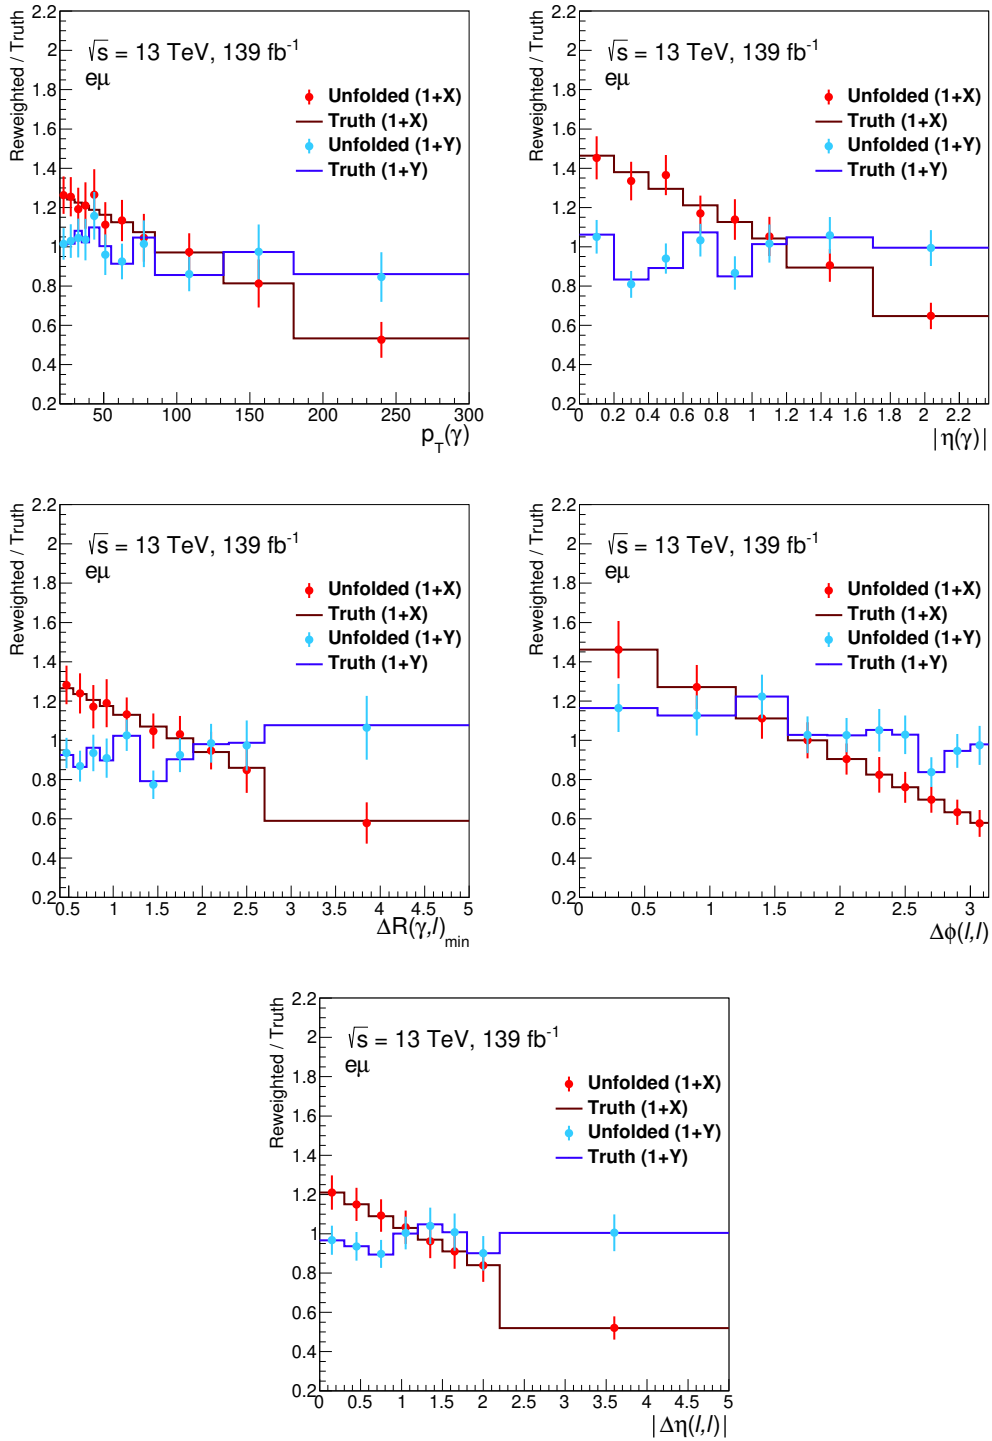 Reweighted / Truth
2.2
2
1.8
1.6
1.4
1.2
1
0.8
0.6
0.4
0.2
√s = 13 TeV, 139 fb⁻¹
eμ
Unfolded (1+X)
Truth (1+X)
Unfolded (1+Y)
Truth (1+Y)
50 100 150 200 250 300
p_T(γ)
Reweighted / Truth
2.2
2
1.8
1.6
1.4
1.2
1
0.8
0.6
0.4
0.2
√s = 13 TeV, 139 fb⁻¹
eμ
Unfolded (1+X)
Truth (1+X)
Unfolded (1+Y)
Truth (1+Y)
0 0.2 0.4 0.6 0.8 1 1.2 1.4 1.6 1.8 2 2.2
|η(γ)|
Reweighted / Truth
2.2
2
1.8
1.6
1.4
1.2
1
0.8
0.6
0.4
0.2
√s = 13 TeV, 139 fb⁻¹
eμ
Unfolded (1+X)
Truth (1+X)
Unfolded (1+Y)
Truth (1+Y)
0.5 1 1.5 2 2.5 3 3.5 4 4.5 5
ΔR(γ,l)_min
Reweighted / Truth
2.2
2
1.8
1.6
1.4
1.2
1
0.8
0.6
0.4
0.2
√s = 13 TeV, 139 fb⁻¹
eμ
Unfolded (1+X)
Truth (1+X)
Unfolded (1+Y)
Truth (1+Y)
0 0.5 1 1.5 2 2.5 3
Δϕ(l,l)
Reweighted / Truth
2.2
2
1.8
1.6
1.4
1.2
1
0.8
0.6
0.4
0.2
√s = 13 TeV, 139 fb⁻¹
eμ
Unfolded (1+X)
Truth (1+X)
Unfolded (1+Y)
Truth (1+Y)
0 0.5 1 1.5 2 2.5 3 3.5 4 4.5 5
|Δη(l,l)|